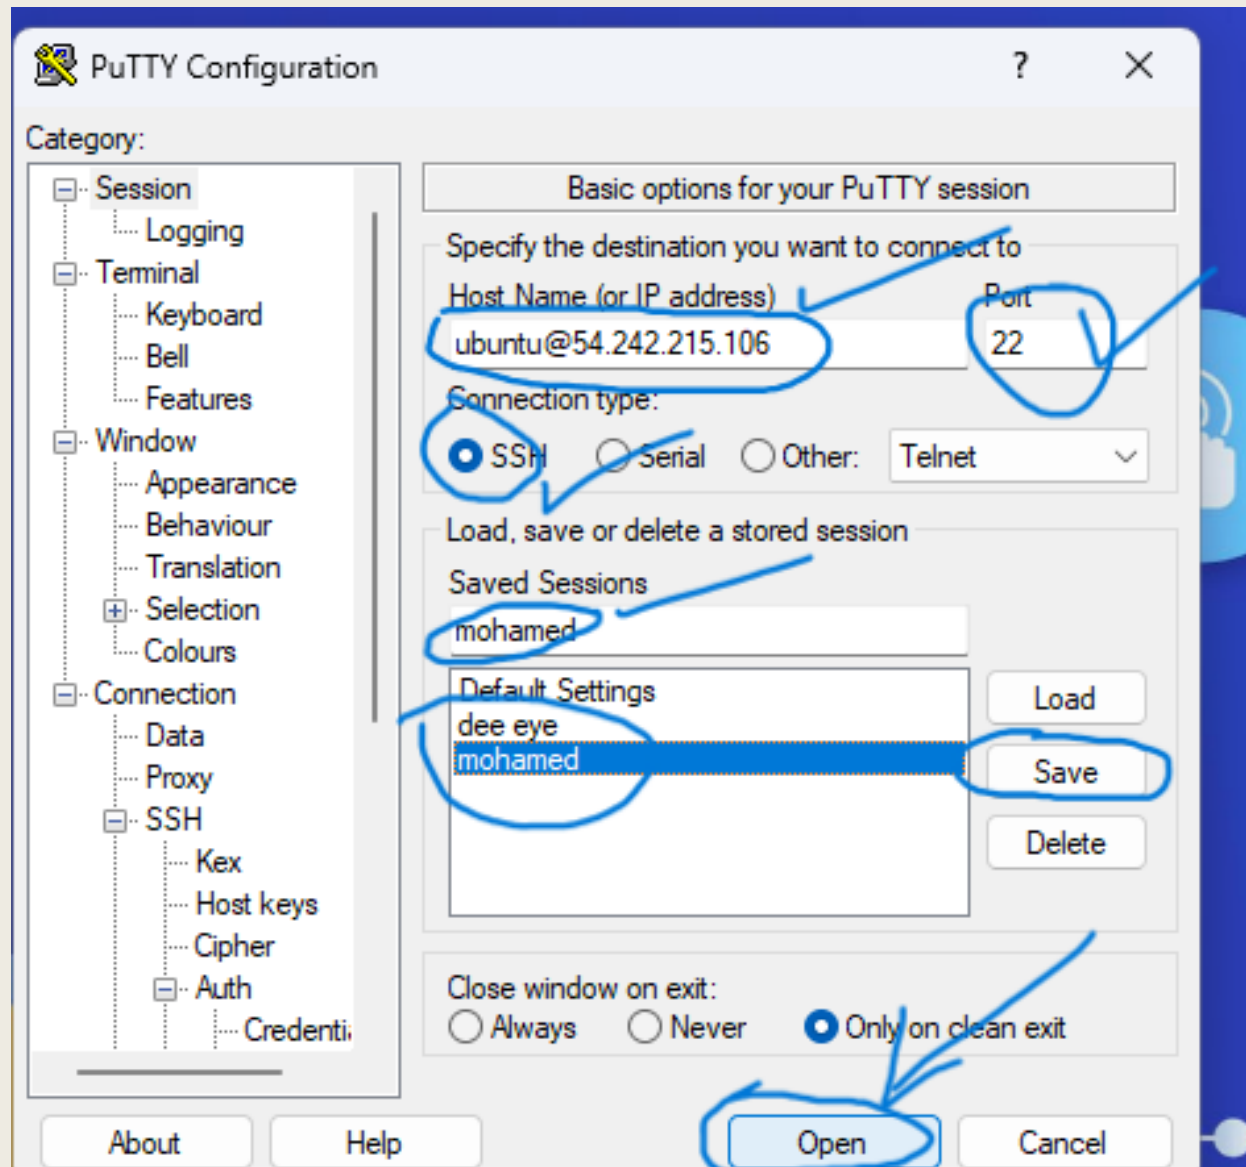 PuTTY Configuration ?
Category:
Session
Logging
Terminal
Keyboard
Bell
Features
Window
Appearance
Behaviour
Translation
Selection
Colours
Connection
Data
Proxy
SSH
Kex
Host keys
Cipher
Auth
Credentia
Basic options for your PuTTY session
Specify the destination you want to connect to
Host Name (or IP address) Port
ubuntu@54.242.215.106 22
Connection type:
SSH Serial Other: Telnet
Load, save or delete a stored session
Saved Sessions
mohamed
Default Settings
dee eye
mohamed
Load
Save
Delete
Close window on exit:
Always Never Only on clean exit
About Help Open Cancel